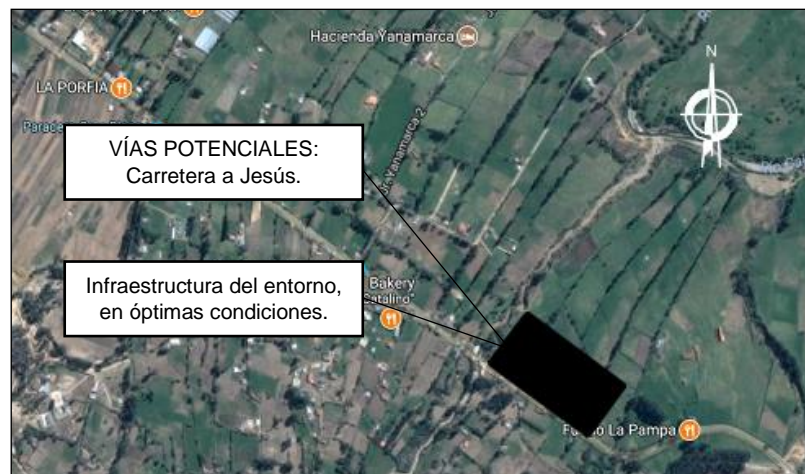 Hacienda Yanamarca
N
LA PORFIA
VÍAS POTENCIALES:
Carretera a Jesús.
Jr. Yanamarca 2
Infraestructura del entorno,
en óptimas condiciones.
Bakery
Catalino"
La Pampa